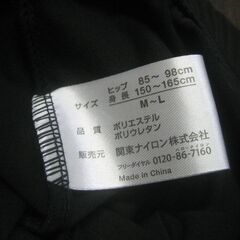 サイズ ヒップ 85～98cm
身長 150～165cm
M～L
品質 ポリエステル
ポリウレタン
販売元 関東ナイロン株式会社
フリーダイヤル 0120-86-7160
Made in China